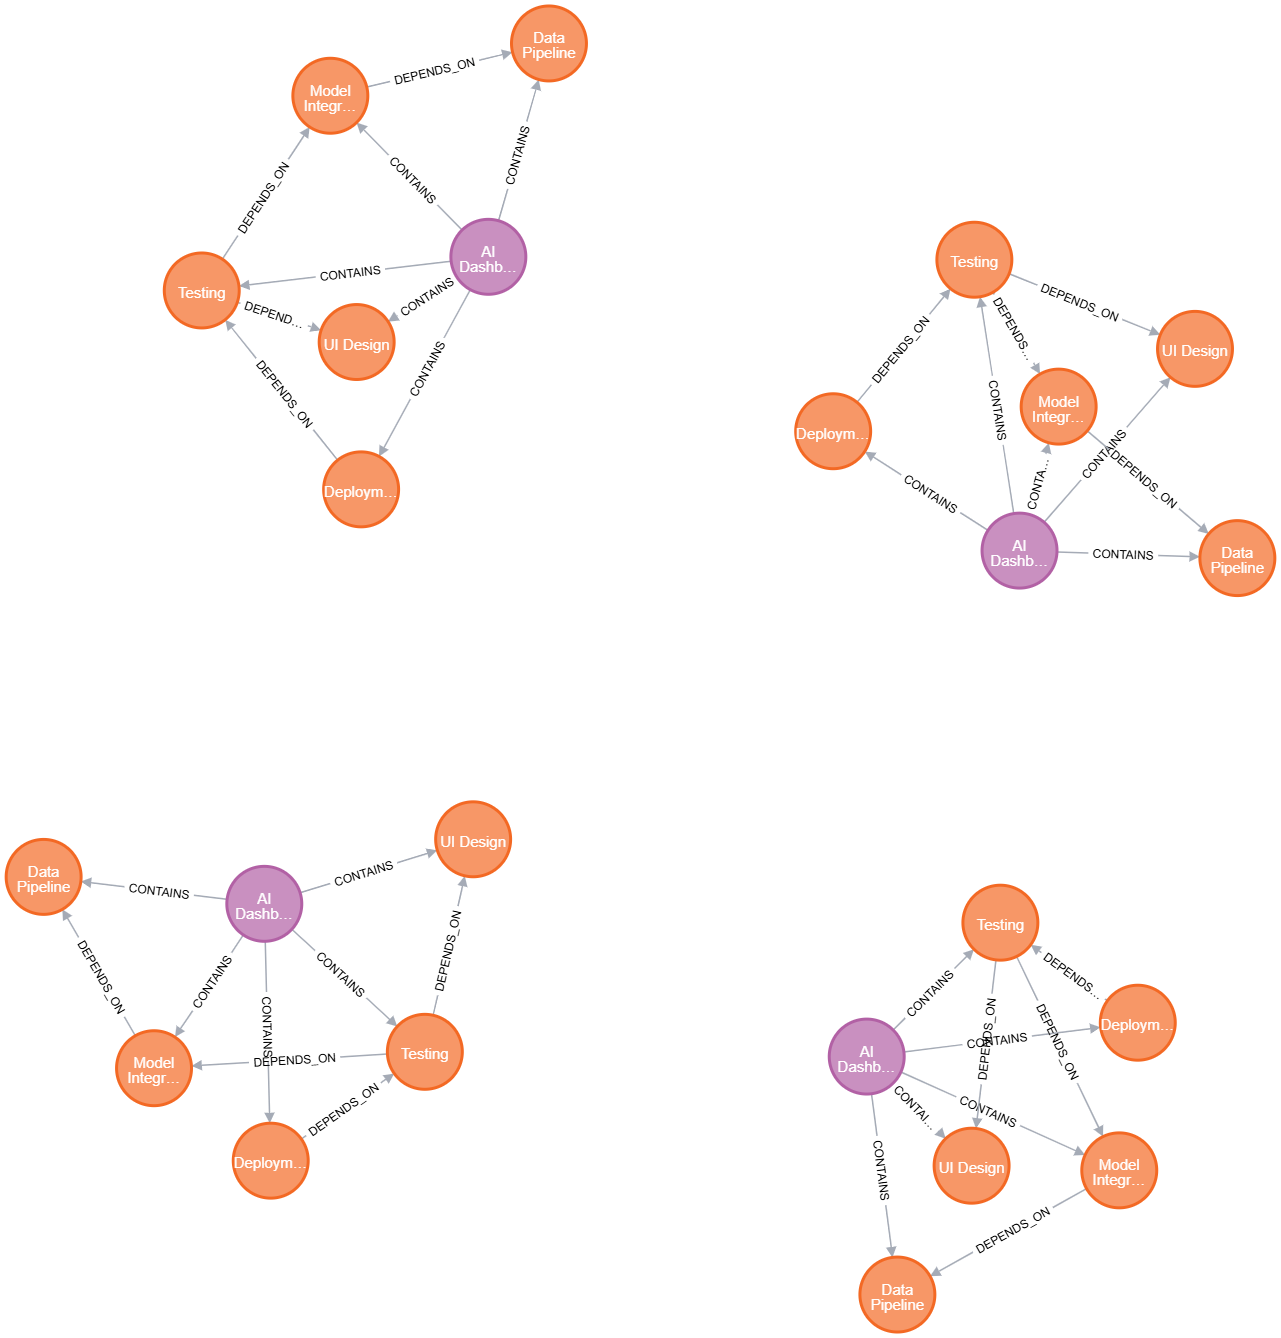 Data
Pipeline
DEPENDS_ON
Model
Integr...
CONTAINS
CONTAINS
DEPENDS_ON
AI
Dashb...
CONTAINS
Testing
CONTAINS
DEPEND...
UI Design
CONTAINS
DEPENDS_ON
Deploym...
Testing
DEPENDS_ON
DEPENDS...
UI Design
DEPENDS_ON
Model
Integr...
CONTAINS
Deploym...
CONTAINS
DEPENDS_ON
CONTA...
CONTAINS
AI
Dashb...
CONTAINS
Data
Pipeline
UI Design
CONTAINS
Data
Pipeline
CONTAINS
AI
Dashb...
DEPENDS_ON
DEPENDS_ON
CONTAINS
CONTAINS
CONTAINS
Testing
DEPENDS_ON
Model
Integr...
DEPENDS_ON
Deploym...
Testing
DEPENDS...
CONTAINS
Deploym...
DEPENDS_ON
CONTAINS
DEPENDS_ON
AI
Dashb...
CONTAI...
CONTAINS
CONTAINS
UI Design
Model
Integr...
DEPENDS_ON
Data
Pipeline